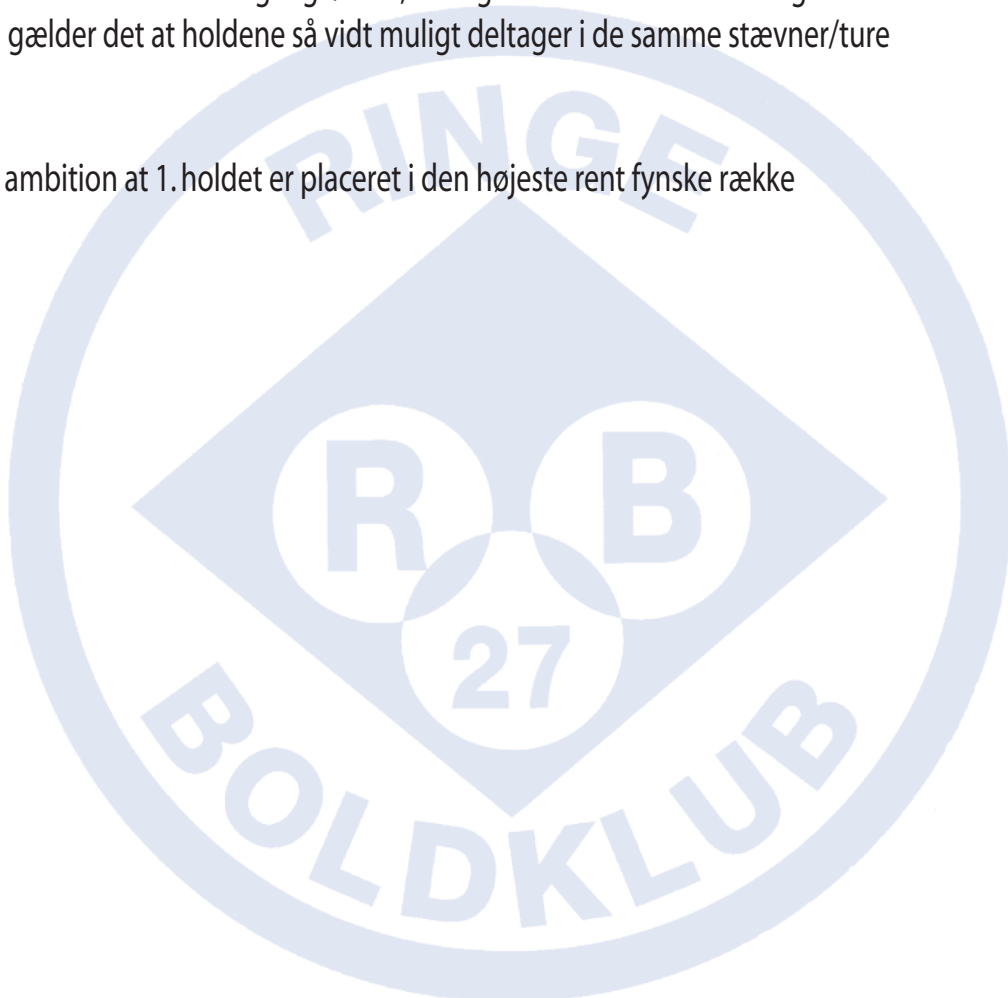 gælder det at holdene så vidt muligt deltager i de samme stævner/ture
ambition at 1. holdet er placeret i den højeste rent fynske række
RINGE
R B
27
BOLDKLUB